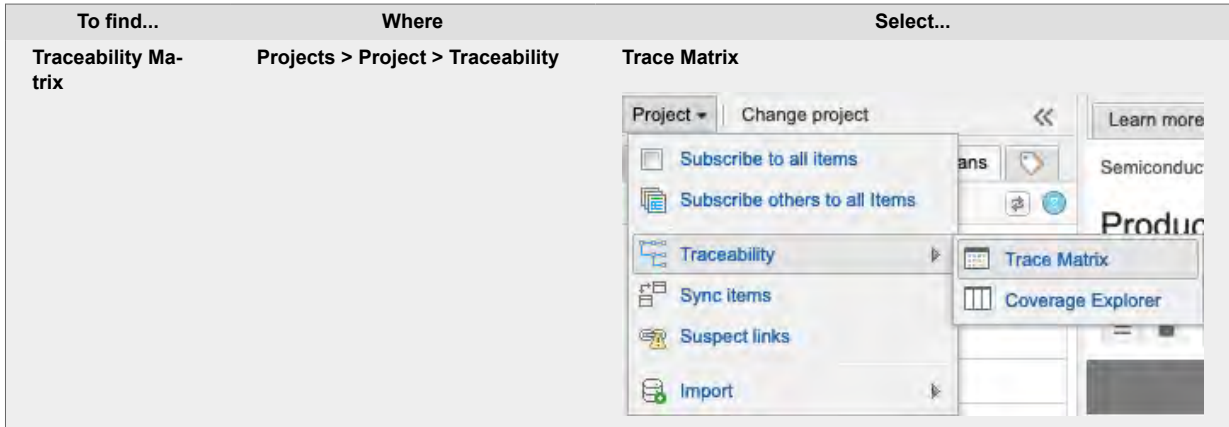 To find... Where Select...
Traceability Ma-
trix
Projects > Project > Traceability
Trace Matrix
Project Change project
Learn more
Subscribe to all items
ans
Semiconduc
Subscribe others to all Items
Produc
Traceability
Trace Matrix
Sync items
Coverage Explorer
Suspect links
Import